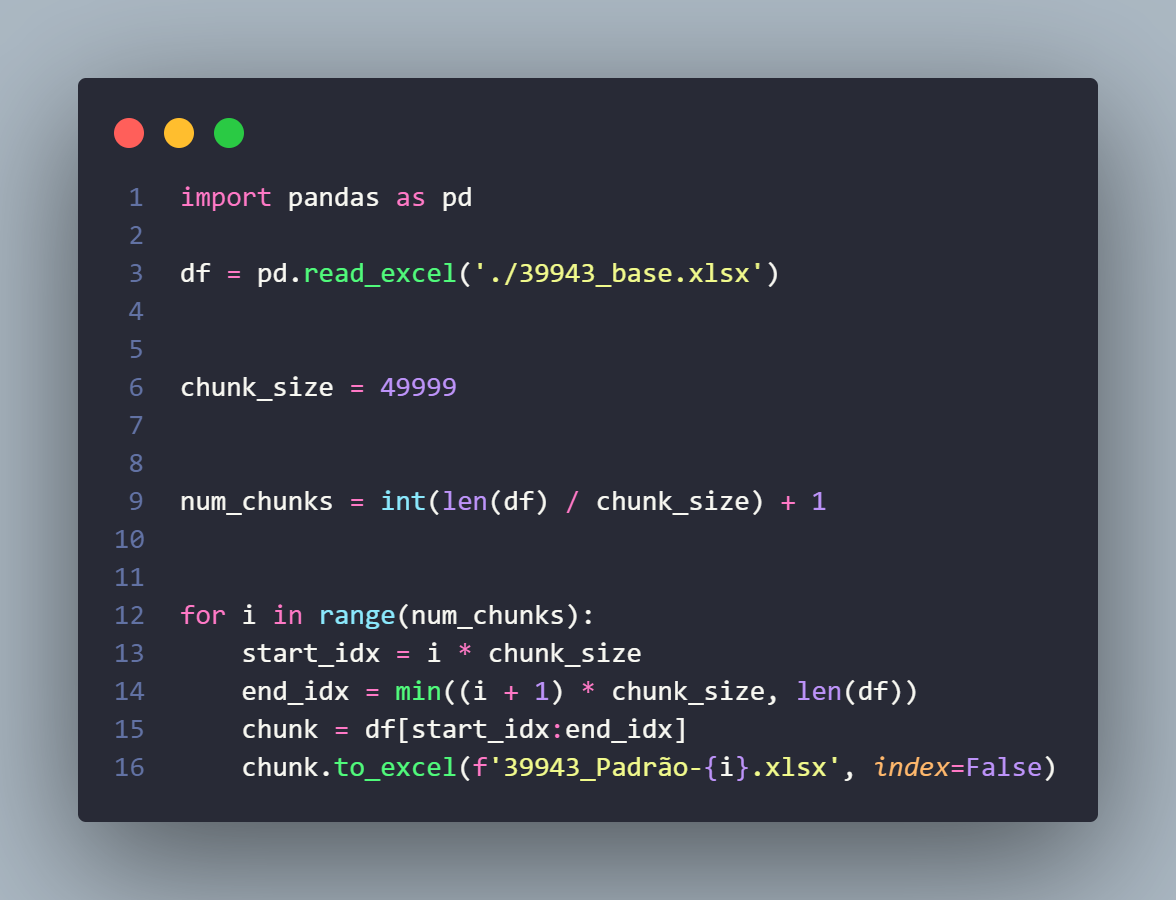 1 import pandas as pd
2
3 df = pd.read_excel('./39943_base.xlsx')
4
5
6 chunk_size = 49999
7
8
9 num_chunks = int(len(df) / chunk_size) + 1
10
11
12 for i in range(num_chunks):
13     start_idx = i * chunk_size
14     end_idx = min((i + 1) * chunk_size, len(df))
15     chunk = df[start_idx:end_idx]
16     chunk.to_excel(f'39943_Padrão-{i}.xlsx', index=False)